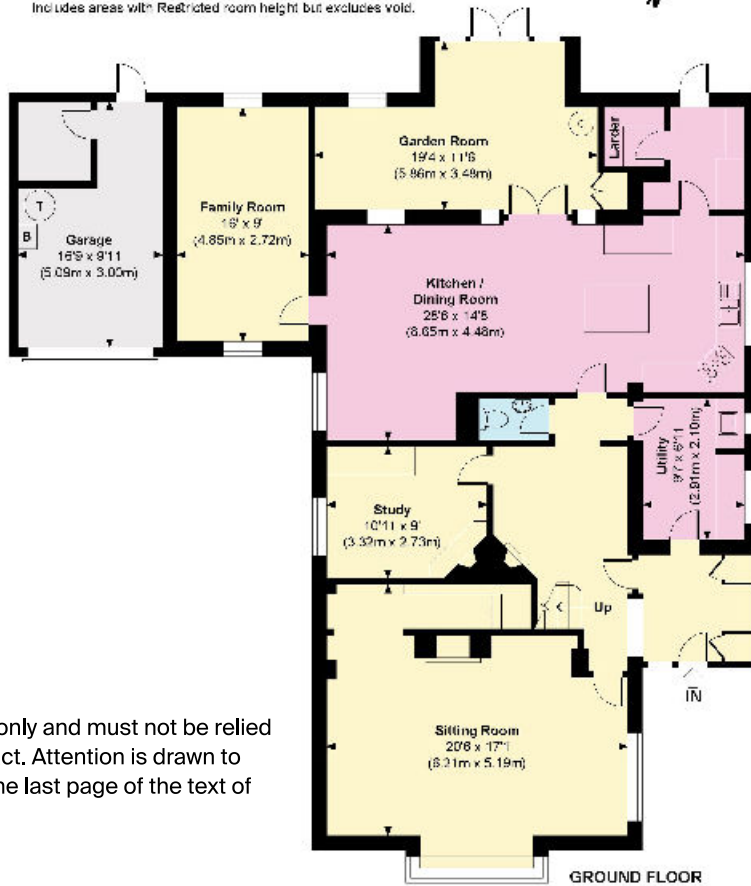 Includes areas with Restricted room height but excludes void.
Garden Room
19'4 x 11'6
(5.86m x 3.48m)
Larder
Family Room
16' x 9'
(4.85m x 2.72m)
T
B
Garage
16'9 x 9'11
(5.09m x 3.00m)
Kitchen /
Dining Room
28'6 x 14'8
(8.65m x 4.48m)
Utility
9'7 x 6'11
(2.91m x 2.10m)
Study
10'11 x 9'
(3.32m x 2.73m)
Up
IN
Sitting Room
20'6 x 17'1
(6.21m x 5.19m)
only and must not be relied
ct. Attention is drawn to
ne last page of the text of
GROUND FLOOR